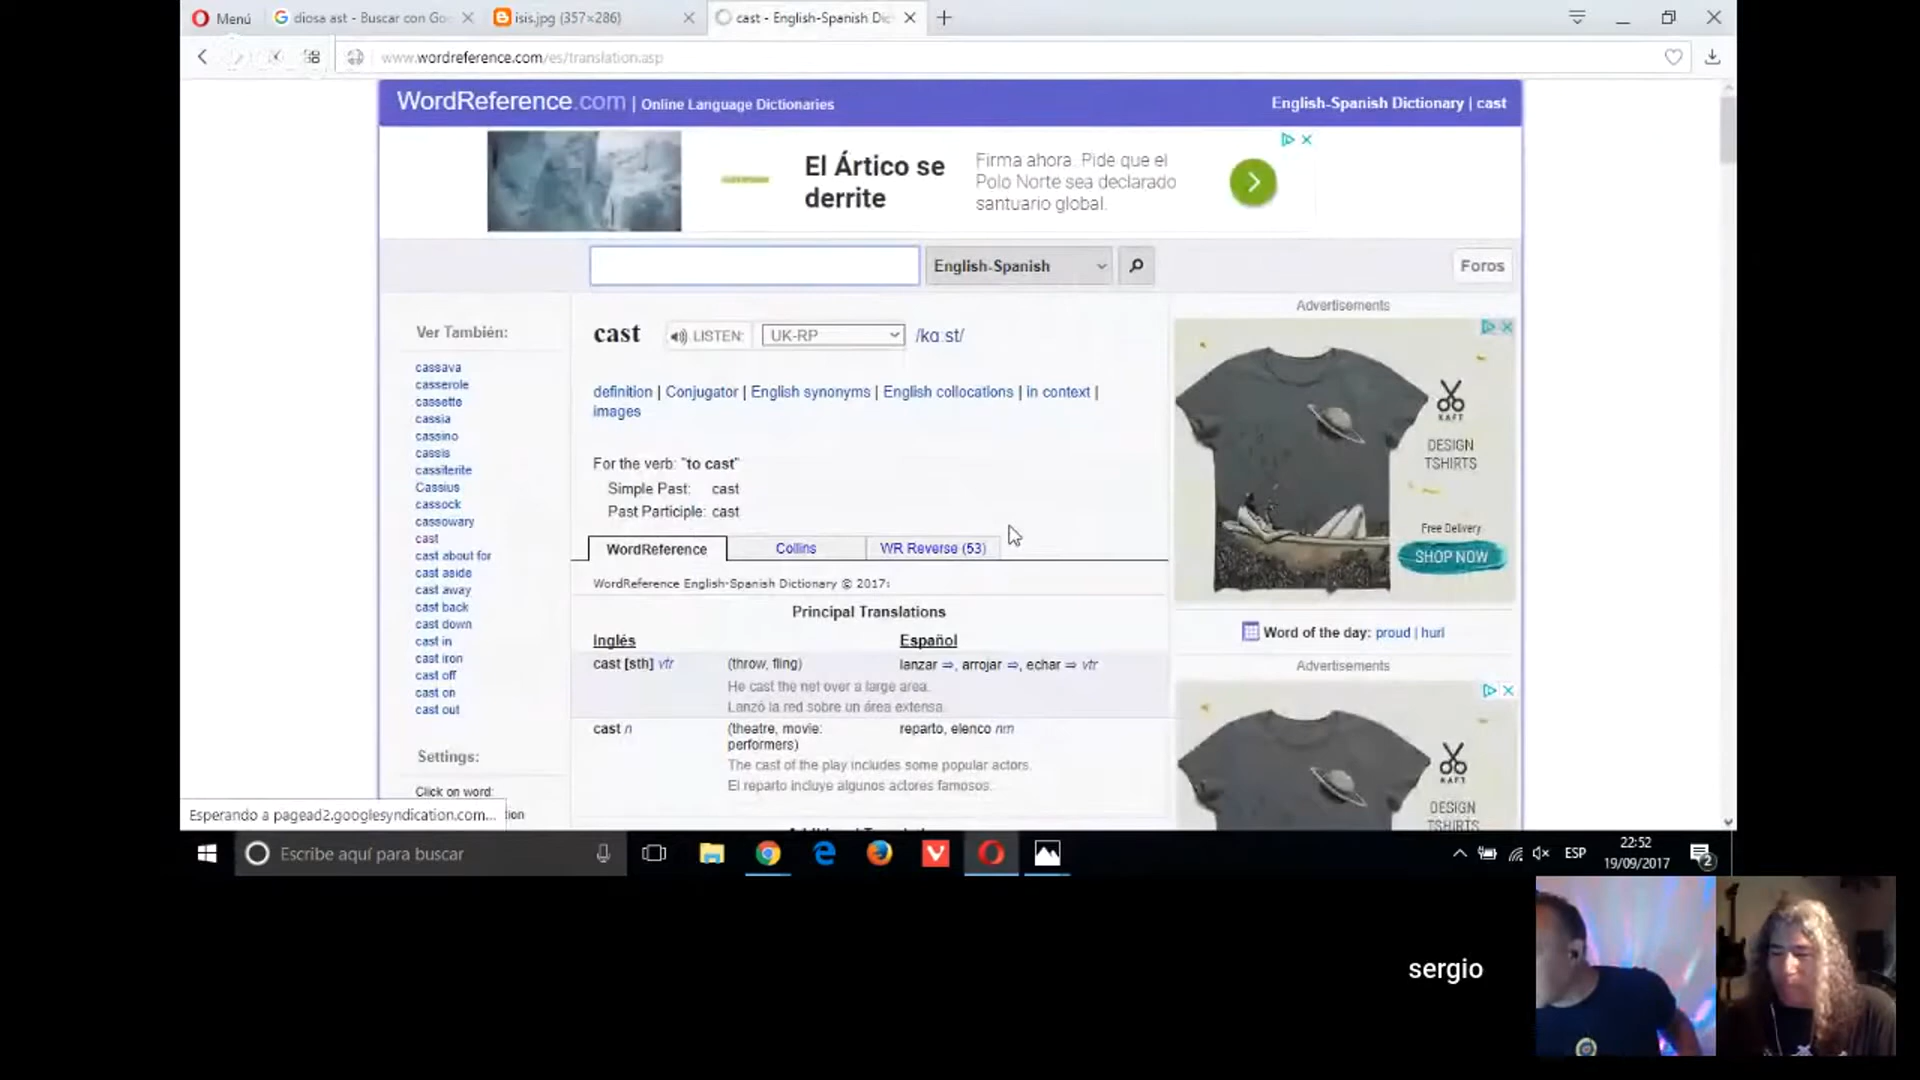 Menú
diosa ast - Buscar con Go
isis.jpg (357×286)
cast - English-Spanish Dic
www.wordreference.com/es/translation.asp
WordReference.com | Online Language Dictionaries
English-Spanish Dictionary | cast
El Ártico se
derrite
Firma ahora. Pide que el
Polo Norte sea declarado
santuario global.
English-Spanish
Foros
Ver También:
cassava
casserole
cassette
cassia
cassino
cassis
cassiterite
Cassius
cassock
cassowary
cast
cast about for
cast aside
cast away
cast back
cast down
cast in
cast iron
cast off
cast on
cast out
Settings:
Click on word:
tion
cast
LISTEN:
UK-RP
/kɑːst/
definition | Conjugator | English synonyms | English collocations | in context |
images
For the verb: "to cast"
Simple Past: cast
Past Participle: cast
WordReference
Collins
WR Reverse (53)
WordReference English-Spanish Dictionary © 2017:
Principal Translations
Inglés
Español
cast [sth] vtr
(throw, fling)
lanzar ⇒, arrojar ⇒, echar ⇒ vtr
He cast the net over a large area.
Lanzó la red sobre un área extensa.
cast n
(theatre, movie:
performers)
reparto, elenco nm
The cast of the play includes some popular actors.
El reparto incluye algunos actores famosos.
Advertisements
KAFT
DESIGN
TSHIRTS
Free Delivery
SHOP NOW
Word of the day: proud | hurl
Advertisements
KAFT
DESIGN
TSHIRTS
Esperando a pagead2.googlesyndication.com...
Escribe aquí para buscar
ESP
22:52
19/09/2017
2
sergio